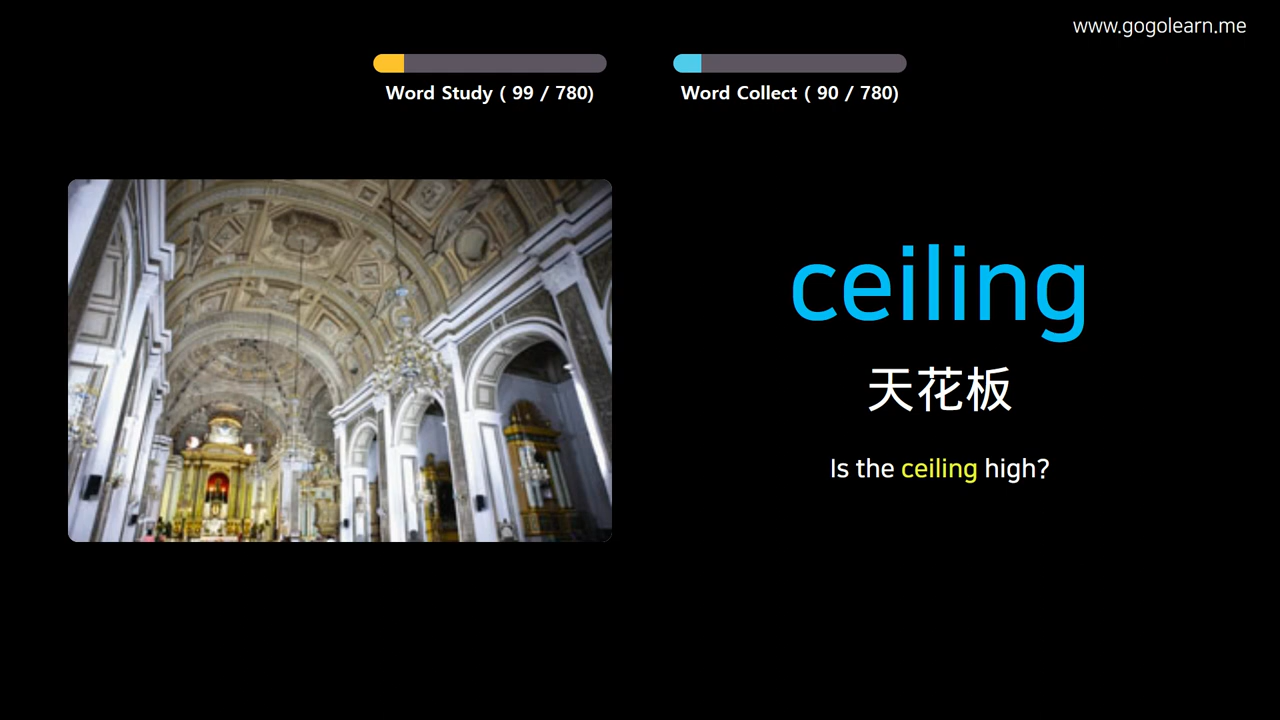 www.gogolearn.me
Word Study ( 99 / 780)
Word Collect ( 90 / 780)
ceiling
天花板
Is the ceiling high?